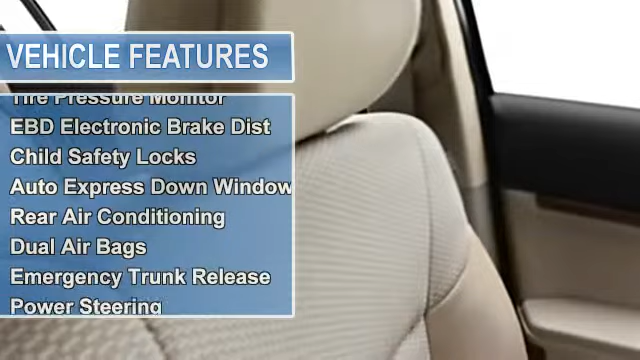 VEHICLE FEATURES
Tire Pressure Monitor
EBD Electronic Brake Dist
Child Safety Locks
Auto Express Down Window
Rear Air Conditioning
Dual Air Bags
Emergency Trunk Release
Power Steering